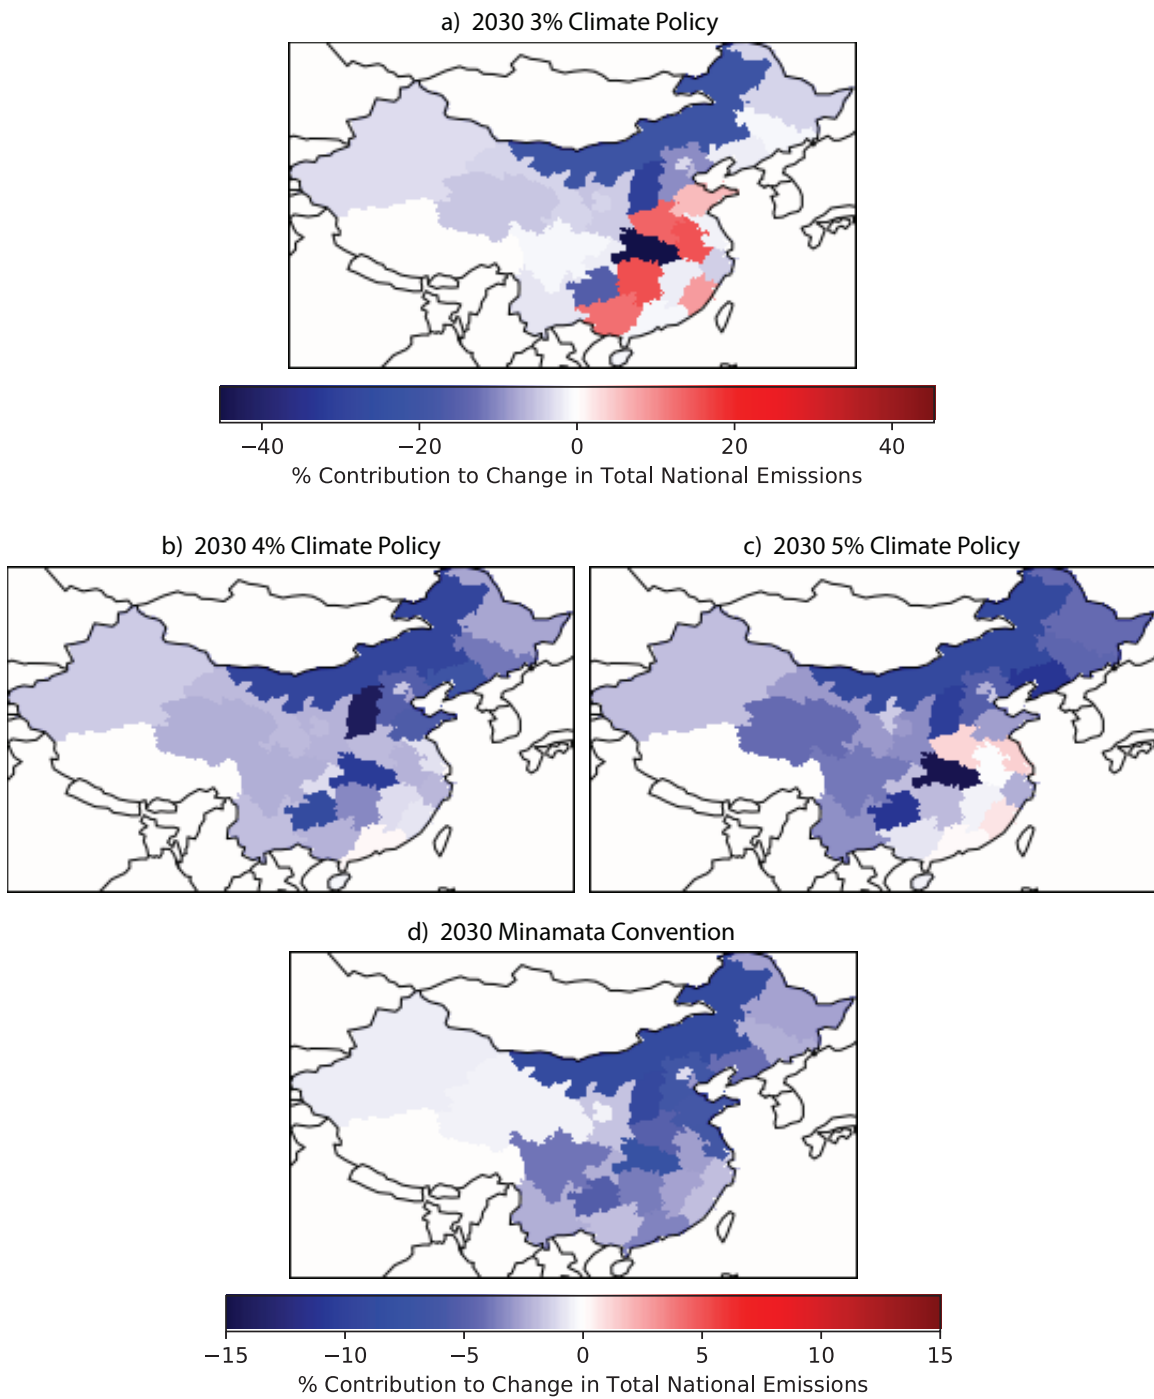 a) 2030 3% Climate Policy
−40 −20 0 20 40
% Contribution to Change in Total National Emissions
b) 2030 4% Climate Policy
c) 2030 5% Climate Policy
d) 2030 Minamata Convention
−15 −10 −5 0 5 10 15
% Contribution to Change in Total National Emissions